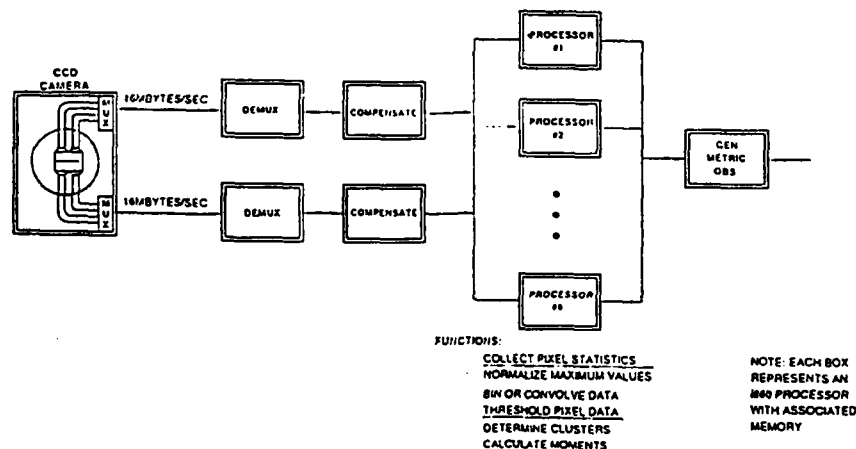 CCD
CAMERA
MUX
16MBYTES/SEC
DEMUX
COMPENSATE
MUX
16MBYTES/SEC
DEMUX
COMPENSATE
PROCESSOR
#1
PROCESSOR
#2
PROCESSOR
GEN
METRIC
OBS
FUNCTIONS:
COLLECT PIXEL STATISTICS
NORMALIZE MAXIMUM VALUES
BIN OR CONVOLVE DATA
THRESHOLD PIXEL DATA
DETERMINE CLUSTERS
CALCULATE MOMENTS
NOTE: EACH BOX
REPRESENTS AN
i860 PROCESSOR
WITH ASSOCIATED
MEMORY